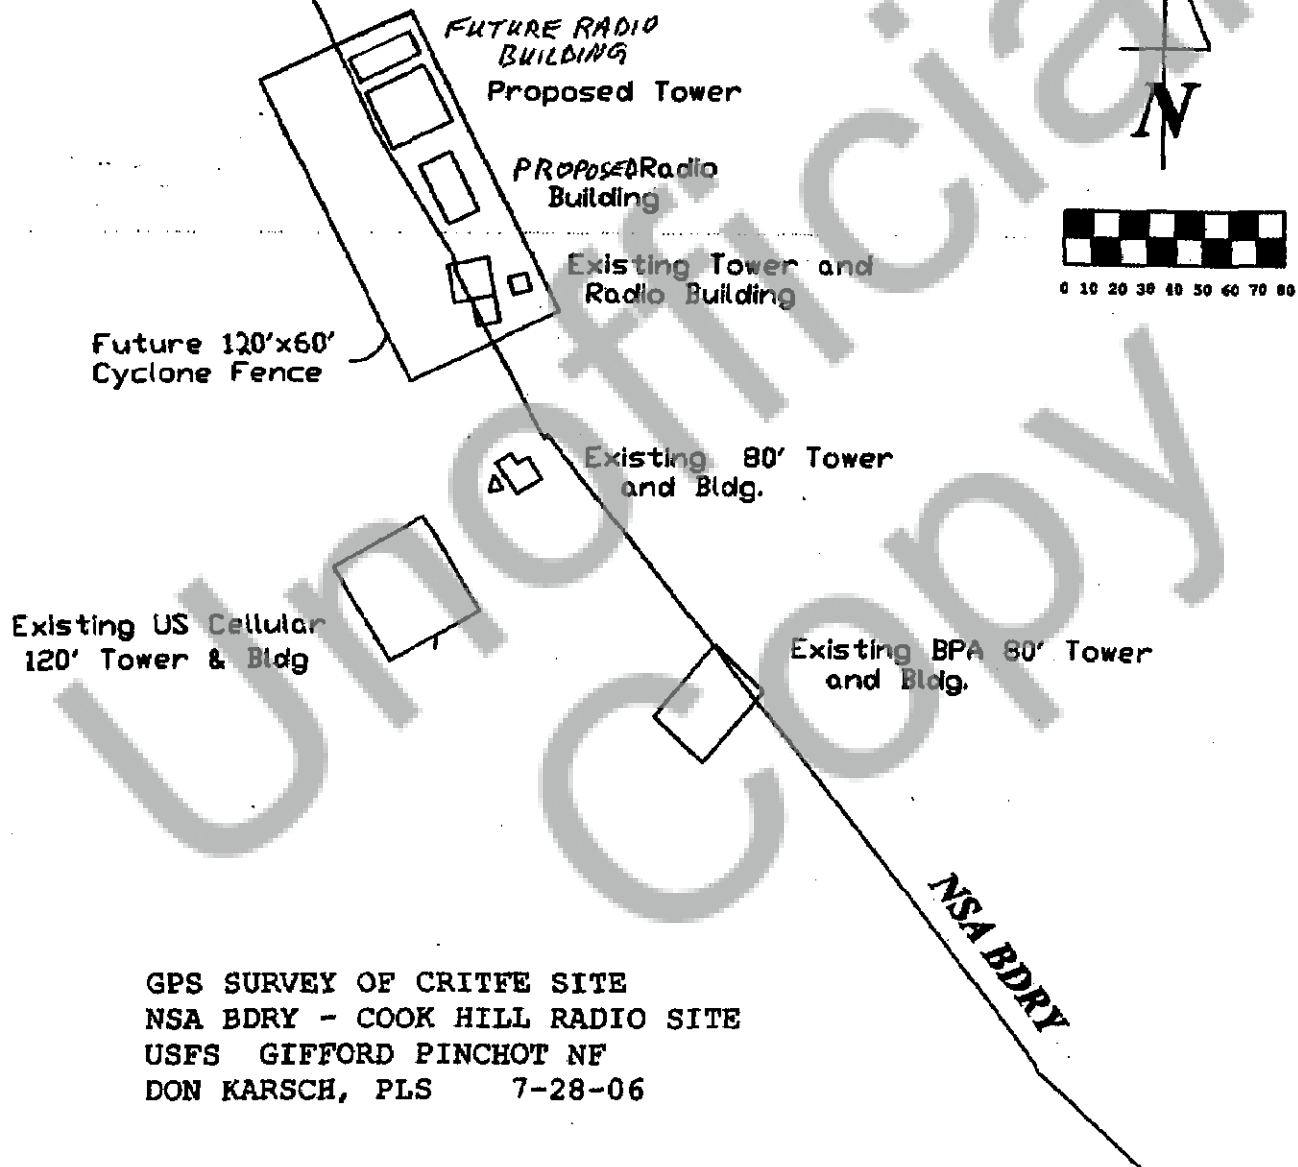 FUTURE RADIO
BUILDING
Proposed Tower
N
PROPOSED Radio
Building
Existing Tower and
Radio Building
0 10 20 30 40 50 60 70 80
Future 120'x60'
Cyclone Fence
Existing 80' Tower
and Bldg.
Existing US Cellular
120' Tower & Bldg
Existing BPA 80' Tower
and Bldg.
NSA BDRY
GPS SURVEY OF CRITFE SITE
NSA BDRY - COOK HILL RADIO SITE
USFS GIFFORD PINCHOT NF
DON KARSCH, PLS 7-28-06
Unofficial
Copy